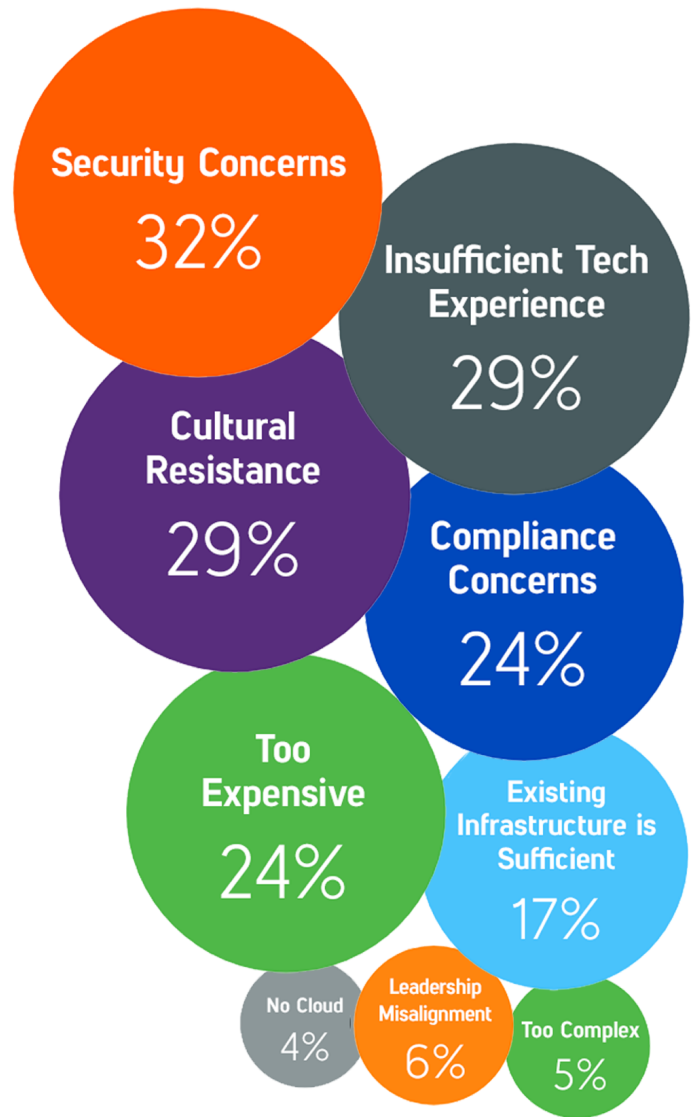 Security Concerns
32%
Insufficient Tech
Experience
29%
Cultural
Resistance
29%
Compliance
Concerns
24%
Too
Expensive
24%
Existing
Infrastructure is
Sufficient
17%
No Cloud
4%
Leadership
Misalignment
6%
Too Complex
5%